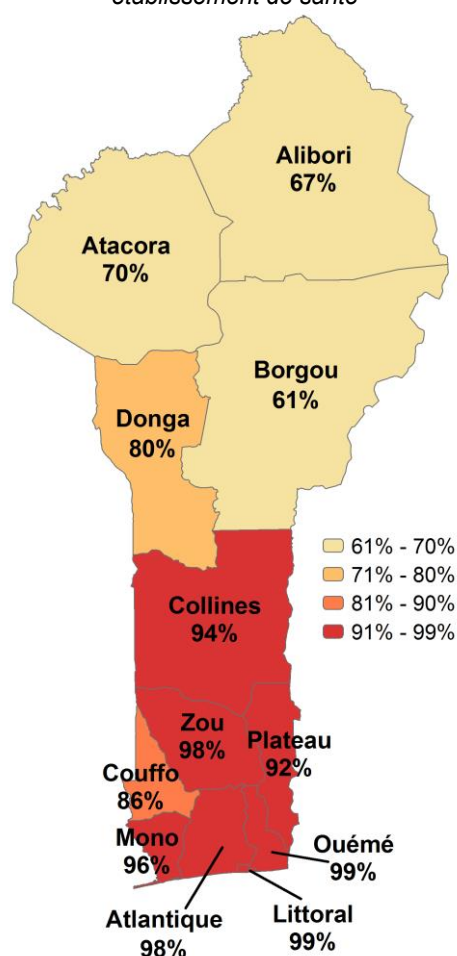 établissement de santé
Alibori
67%
Atacora
70%
Borgou
61%
Donga
80%
61% - 70%
71% - 80%
81% - 90%
91% - 99%
Collines
94%
Zou
98%
Plateau
92%
Couffo
86%
Mono
96%
Ouémé
99%
Atlantique
98%
Littoral
99%